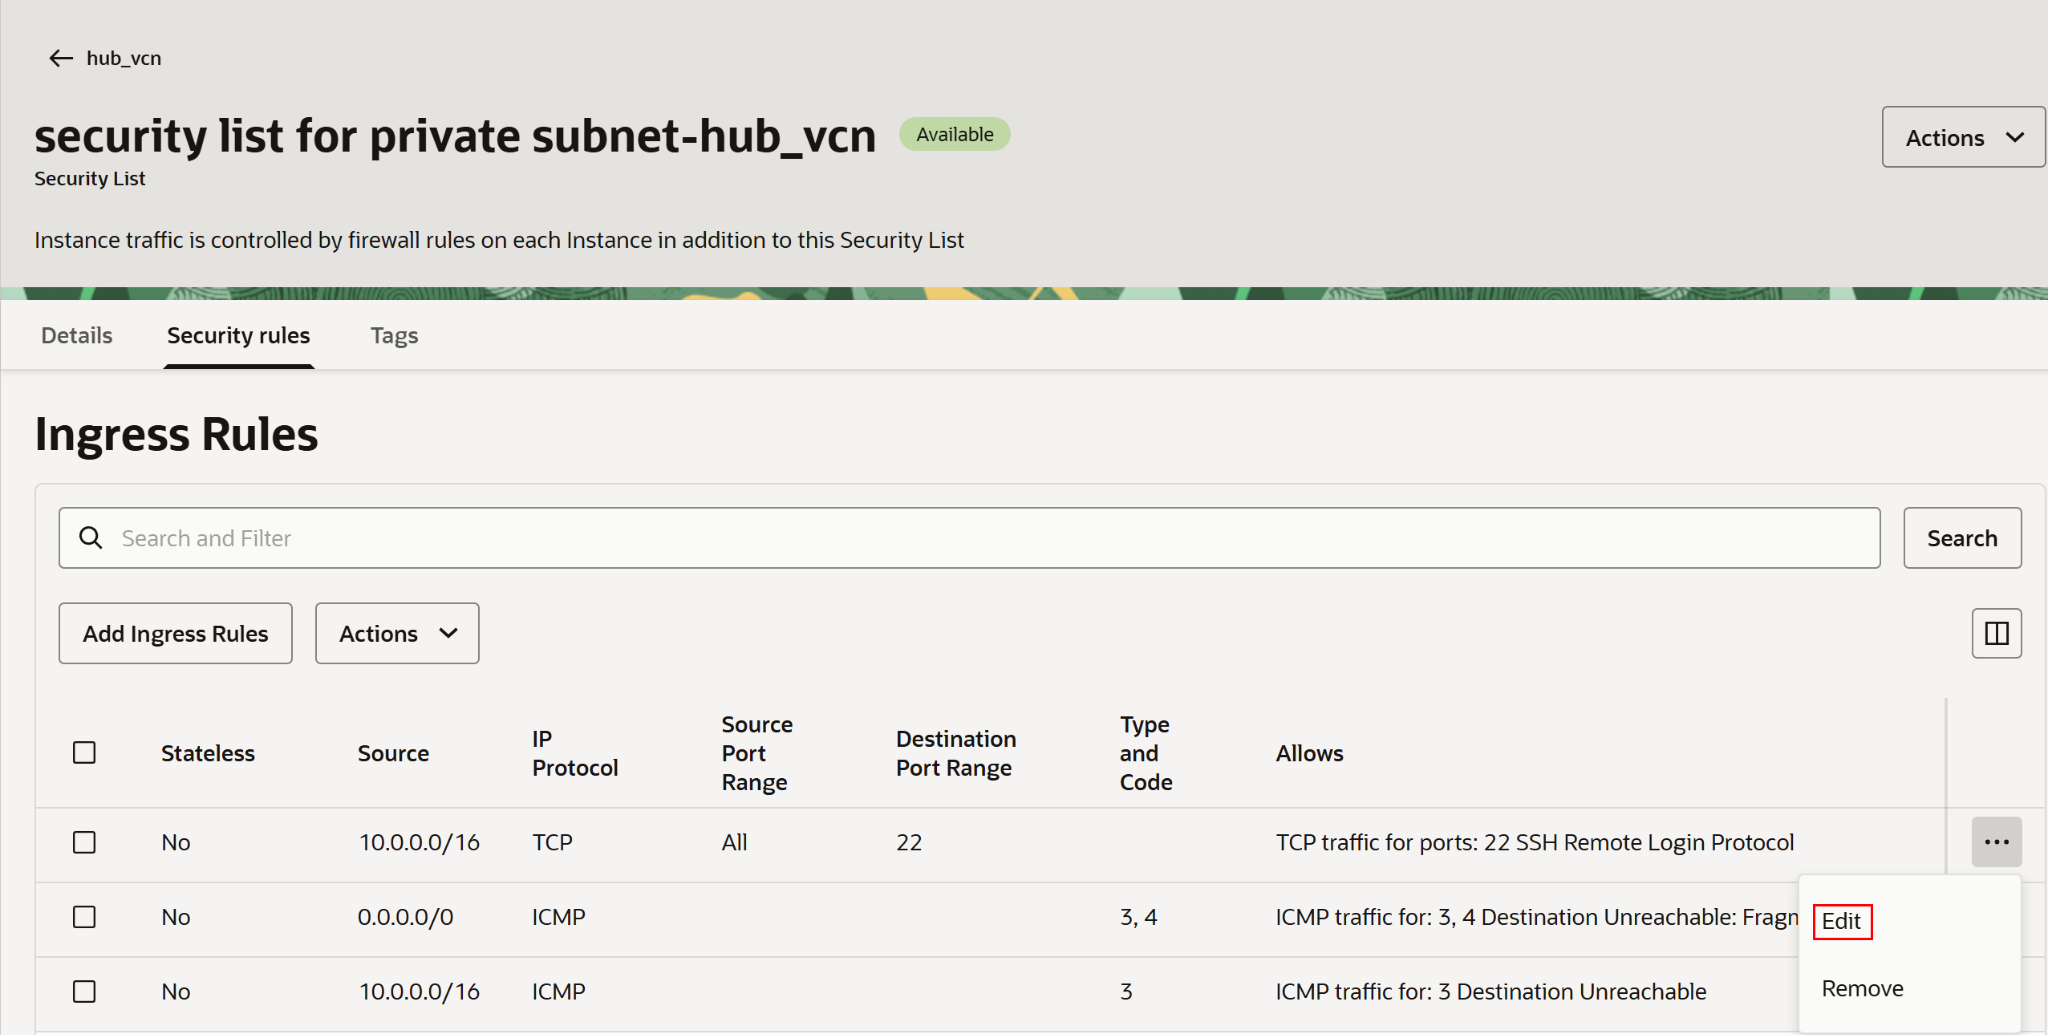 hub_vcn
security list for private subnet-hub_vcn Available
Actions
Security List
Instance traffic is controlled by firewall rules on each Instance in addition to this Security List
Details Security rules Tags
Ingress Rules
Search and Filter
Search
Add Ingress Rules Actions
Stateless Source IP Protocol Source Port Range Destination Port Range Type and Code Allows
No 10.0.0.0/16 TCP All 22 TCP traffic for ports: 22 SSH Remote Login Protocol
No 0.0.0.0/0 ICMP 3, 4 ICMP traffic for: 3, 4 Destination Unreachable: Fragm
Edit
No 10.0.0.0/16 ICMP 3 ICMP traffic for: 3 Destination Unreachable
Remove